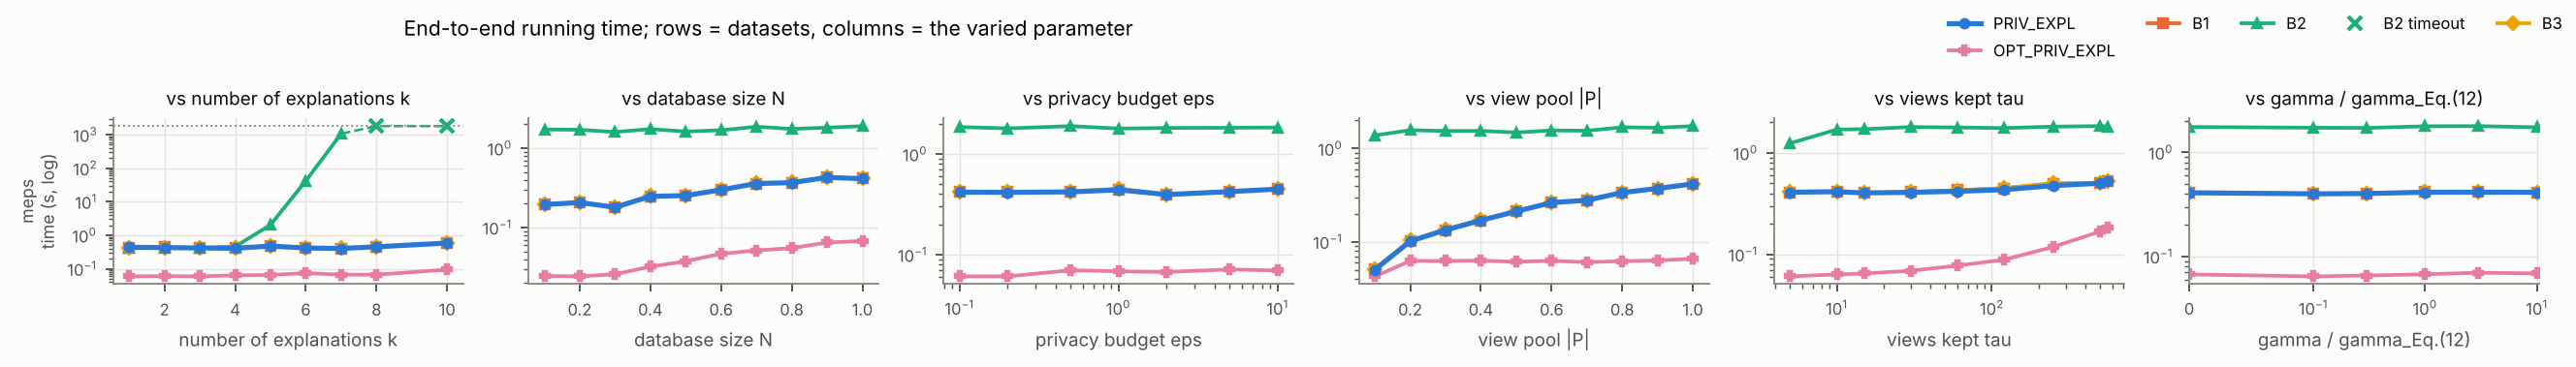 End-to-end running time; rows = datasets, columns = the varied parameter
PRIV_EXPL B1 B2 B2 timeout B3
OPT_PRIV_EXPL
vs number of explanations k
meps
time (s, log)
10³
10²
10¹
10⁰
10⁻¹
2 4 6 8 10
number of explanations k
vs database size N
10⁰
10⁻¹
0.2 0.4 0.6 0.8 1.0
database size N
vs privacy budget eps
10⁰
10⁻¹
10⁻¹ 10⁰ 10¹
privacy budget eps
vs view pool |P|
10⁰
10⁻¹
0.2 0.4 0.6 0.8 1.0
view pool |P|
vs views kept tau
10⁰
10⁻¹
10¹ 10²
views kept tau
vs gamma / gamma_Eq.(12)
10⁰
10⁻¹
0 10⁻¹ 10⁰ 10¹
gamma / gamma_Eq.(12)